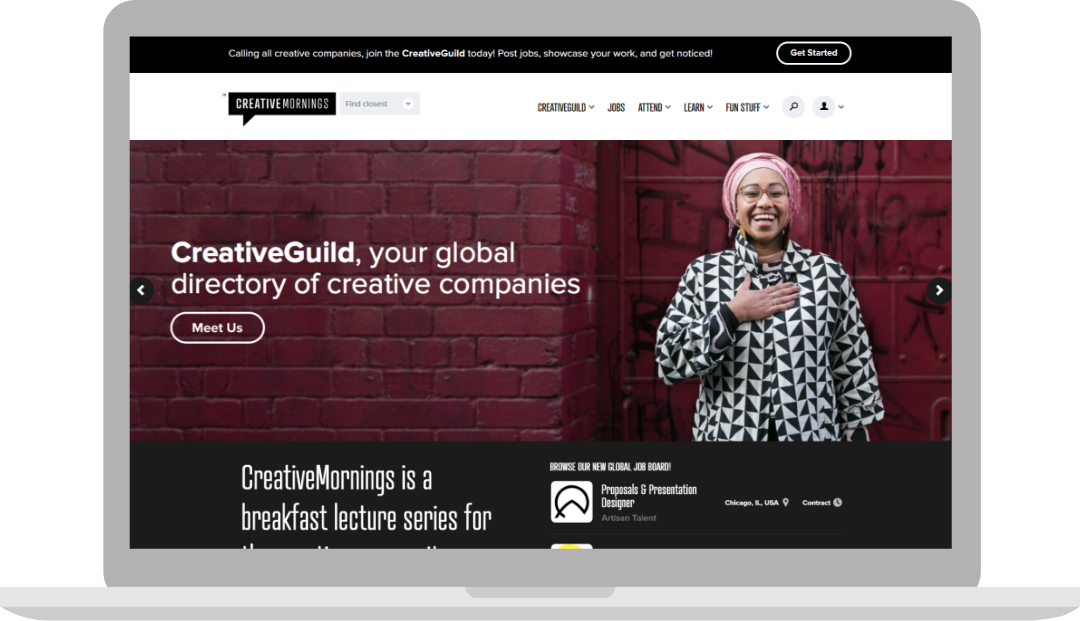 Calling all creative companies, join the CreativeGuild today! Post jobs, showcase your work, and get noticed!
Get Started
CREATIVEMORNINGS
Find closest
CREATIVEGUILD
JOBS
ATTEND
LEARN
FUN STUFF
CreativeGuild, your global
directory of creative companies
Meet Us
CreativeMornings is a
breakfast lecture series for
BROWSE OUR NEW GLOBAL JOB BOARD!
Proposals & Presentation
Designer
Artisan Talent
Chicago, IL, USA
Contract